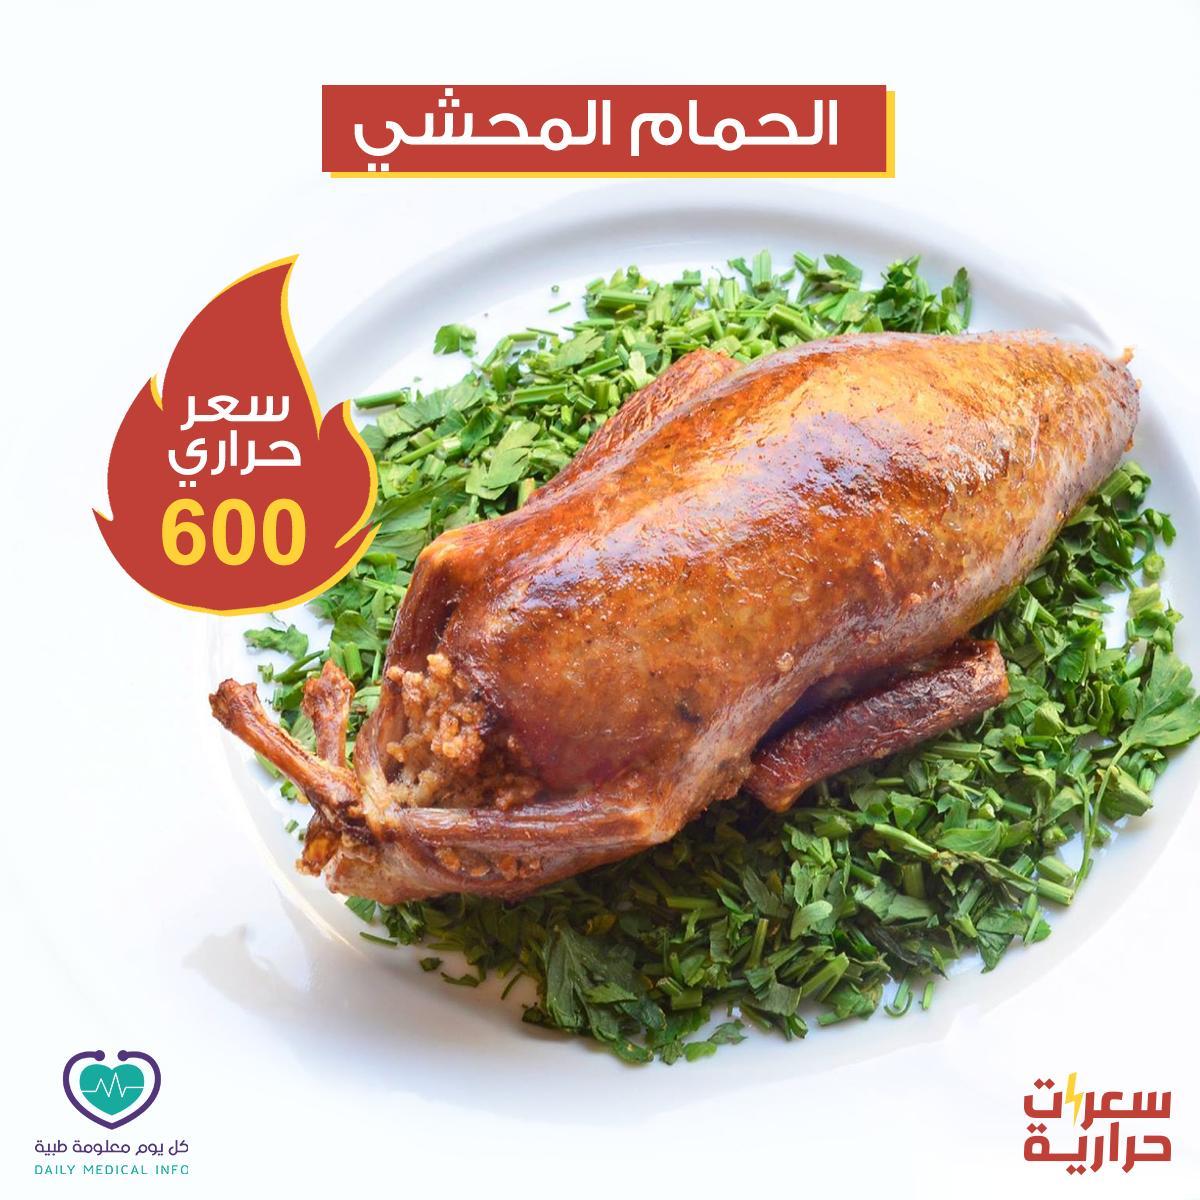 الحمام المحشي
سعر
حراري
600
كل يوم معلومة طبية
DAILY MEDICAL INFO
سعرات
حرارية